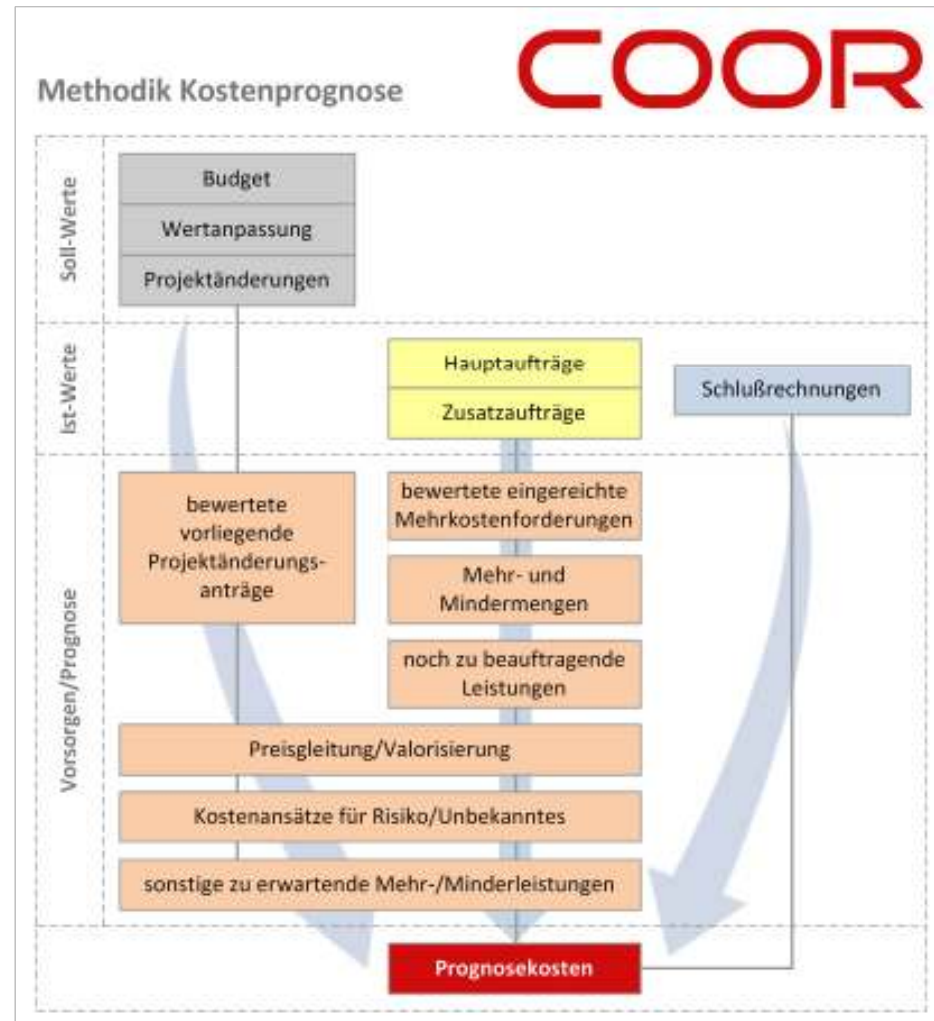 COOR
Methodik Kostenprognose
Soll-Werte
Budget
Wertanpassung
Projektänderungen
Ist-Werte
Hauptaufträge
Zusatzaufträge
Schlußrechnungen
Vorsorgen/Prognose
bewertete
vorliegende
Projektänderungs-
anträge
bewertete eingereichte
Mehrkostenforderungen
Mehr- und
Mindermengen
noch zu beauftragende
Leistungen
Preisgleitung/Valorisierung
Kostenansätze für Risiko/Unbekanntes
sonstige zu erwartende Mehr-/Minderleistungen
Prognosekosten